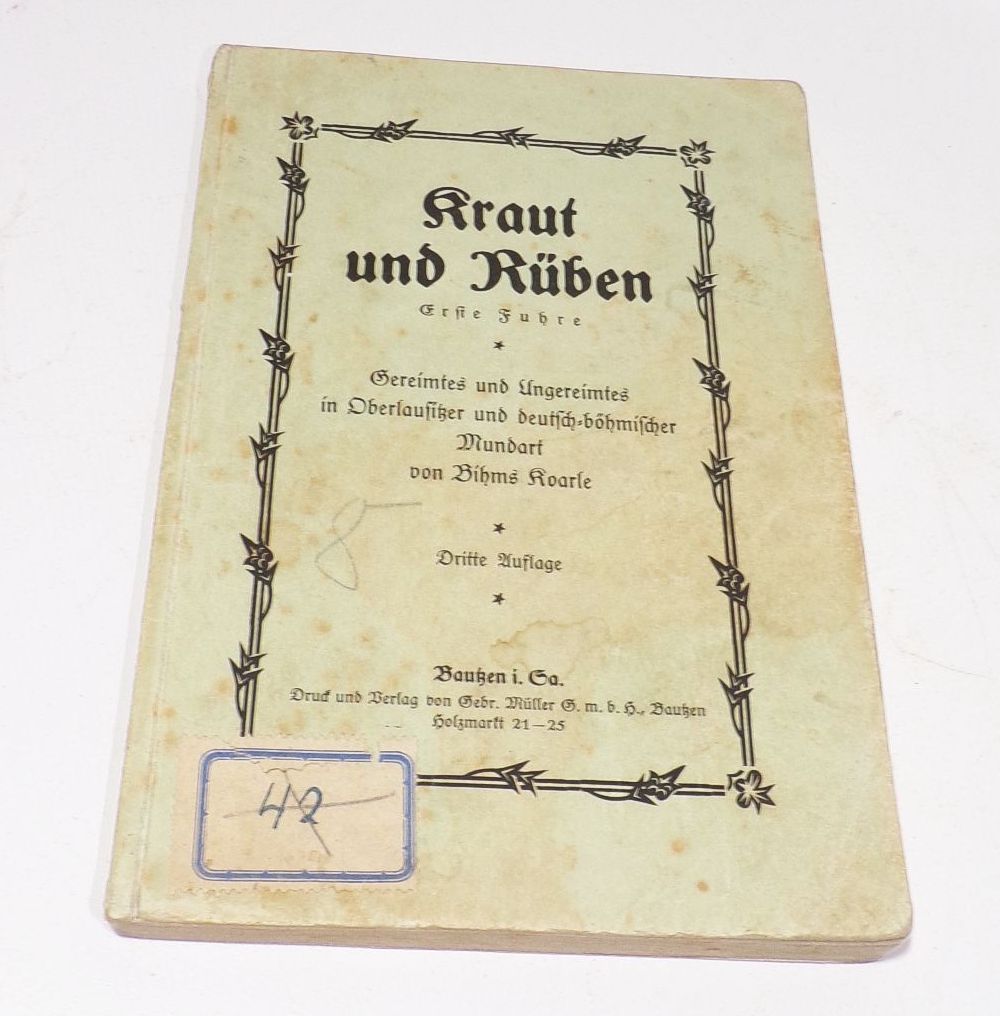 Kraut
und Rüben
Erste Fuhre
Gereimtes und Ungereimtes
in Oberlausitzer und deutsch-böhmischer
Mundart
von Bihms Koarle
Dritte Auflage
Bautzen i. Sa.
Druck und Verlag von Gebr. Müller G. m. b. H., Bautzen
Holzmarkt 21—25
42